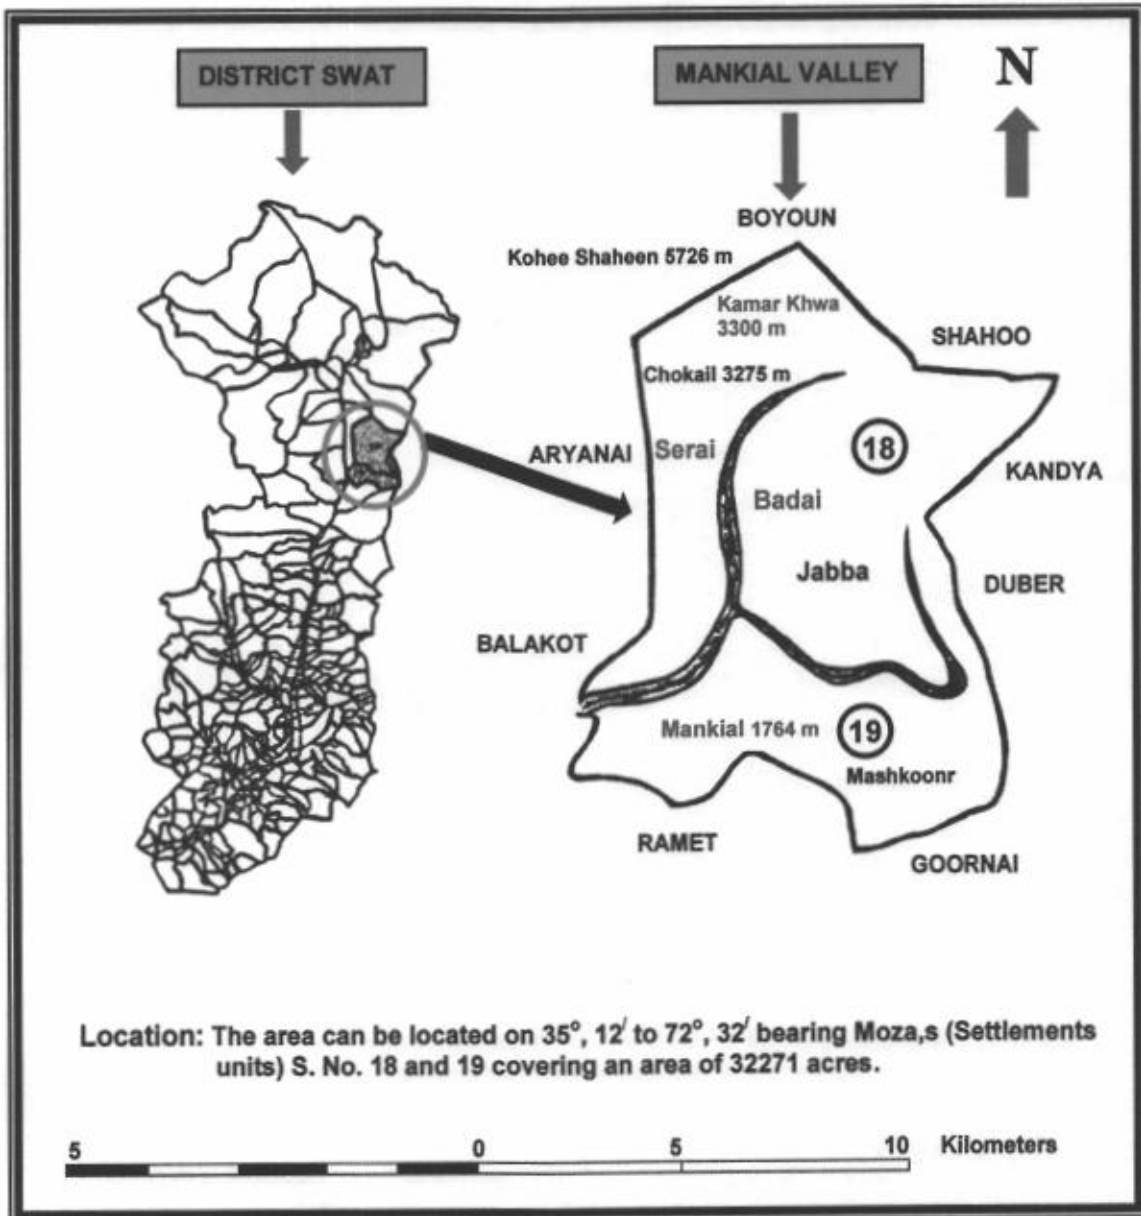 DISTRICT SWAT
MANKIAL VALLEY
N
BOYOUN
Kohee Shaheen 5726 m
Kamar Khwa
3300 m
SHAHOO
Chokail 3275 m
ARYANAI
Serai
18
KANDYA
Badai
Jabba
DUBER
BALAKOT
Mankial 1764 m
19
Mashkoonr
RAMET
GOORNAI
Location: The area can be located on 35°, 12′ to 72°, 32′ bearing Moza,s (Settlements
units) S. No. 18 and 19 covering an area of 32271 acres.
5 0 5 10 Kilometers